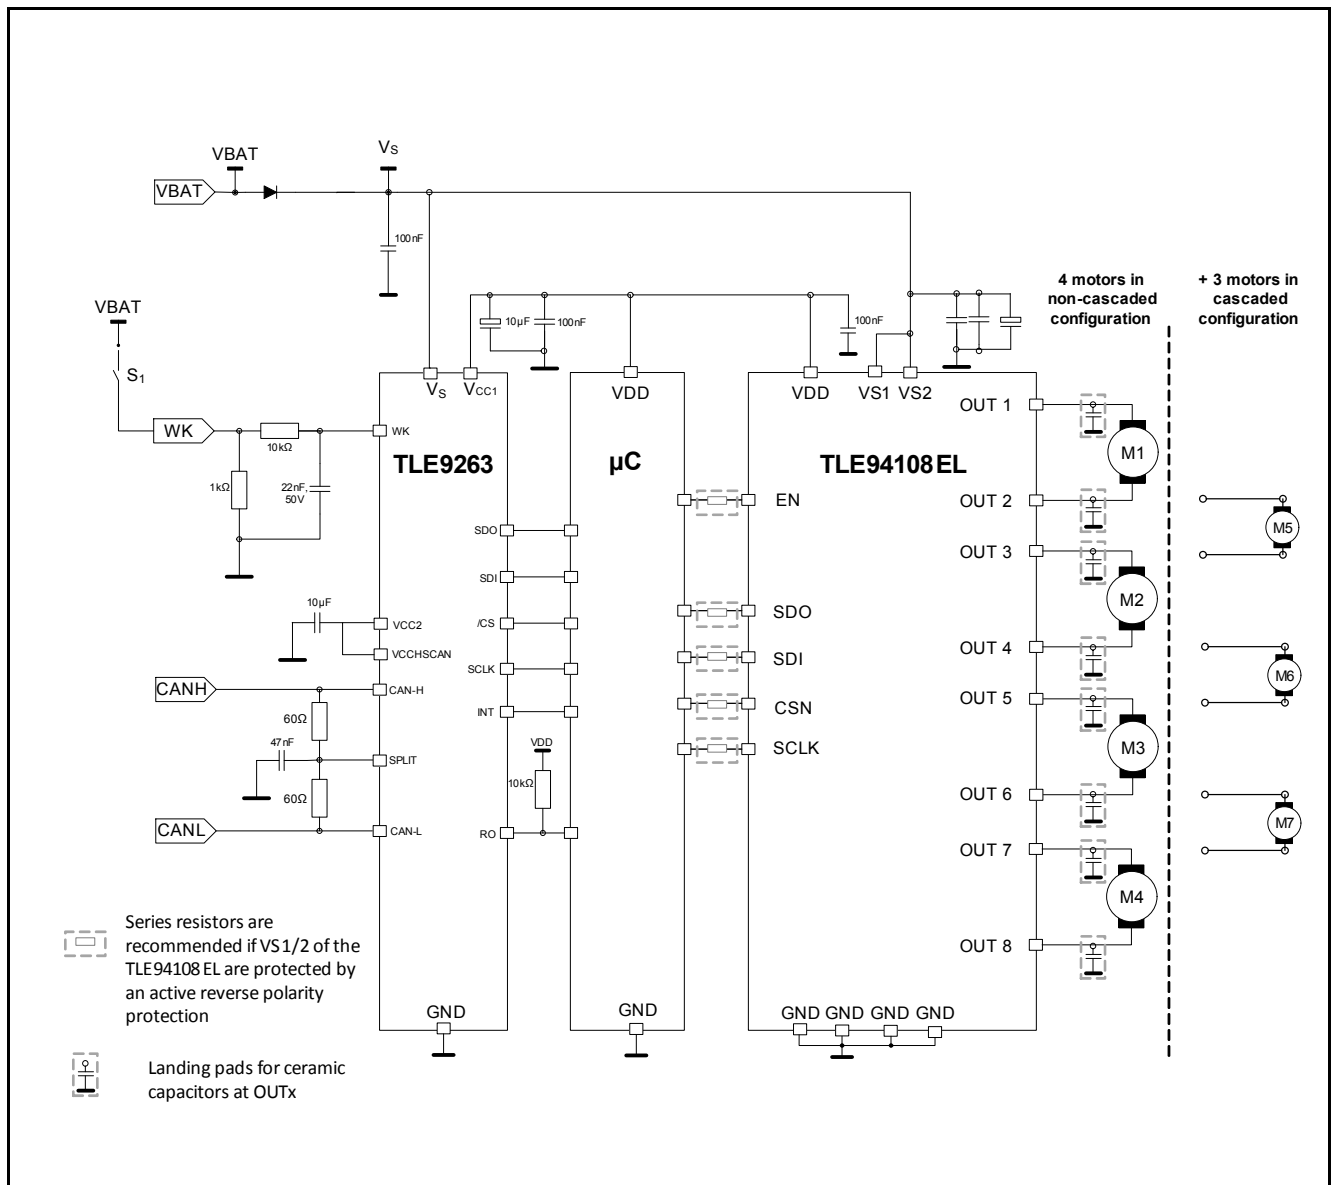 VBAT
VBAT
VS
100nF
VBAT
S1
WK
10kΩ
1kΩ
22nF,
50V
10µF
100nF
100nF
4 motors in
non-cascaded
configuration
+ 3 motors in
cascaded
configuration
VS
VCC1
WK
TLE9263
SDO
SDI
/CS
SCLK
INT
RO
VCC2
VCCHSCAN
CAN-H
SPLIT
CAN-L
GND
10µF
CANH
60Ω
47nF
60Ω
CANL
VDD
10kΩ
VDD
µC
GND
VDD
VS1
VS2
TLE94108EL
EN
SDO
SDI
CSN
SCLK
OUT 1
OUT 2
OUT 3
OUT 4
OUT 5
OUT 6
OUT 7
OUT 8
GND GND GND GND
M1
M2
M3
M4
M5
M6
M7
Series resistors are
recommended if VS1/2 of the
TLE94108EL are protected by
an active reverse polarity
protection
Landing pads for ceramic
capacitors at OUTx